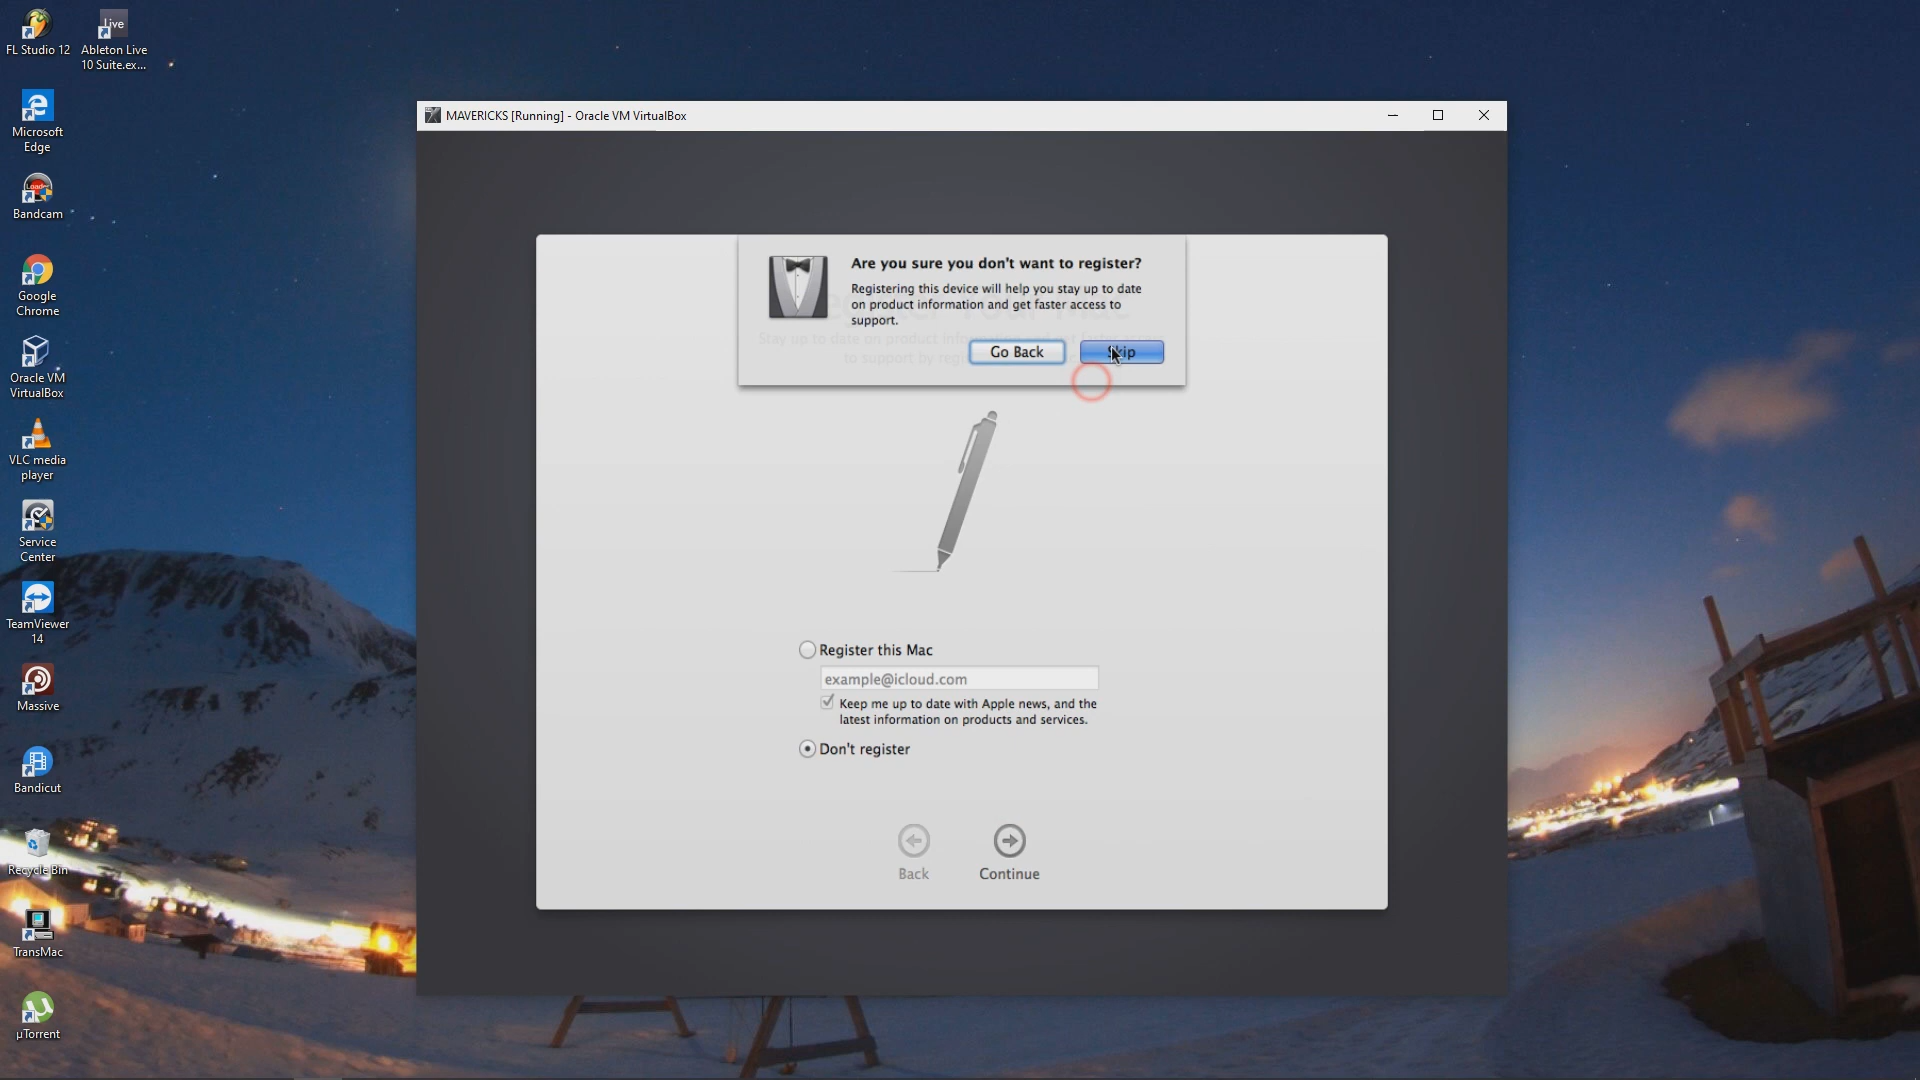 FL Studio 12
Live
Ableton Live
10 Suite.ex...
Microsoft
Edge
Bandcam
Google
Chrome
Oracle VM
VirtualBox
VLC media
player
Service
Center
TeamViewer
14
Massive
Bandicut
Recycle Bin
TransMac
µTorrent
MAVERICKS [Running] - Oracle VM VirtualBox
Are you sure you don't want to register?
Registering this device will help you stay up to date
on product information and get faster access to
support.
Go Back
Skip
Register this Mac
example@icloud.com
Keep me up to date with Apple news, and the
latest information on products and services.
Don't register
Back
Continue